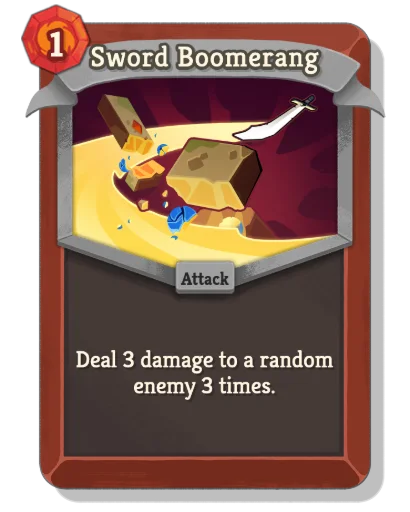 1
Sword Boomerang
Attack
Deal 3 damage to a random
enemy 3 times.